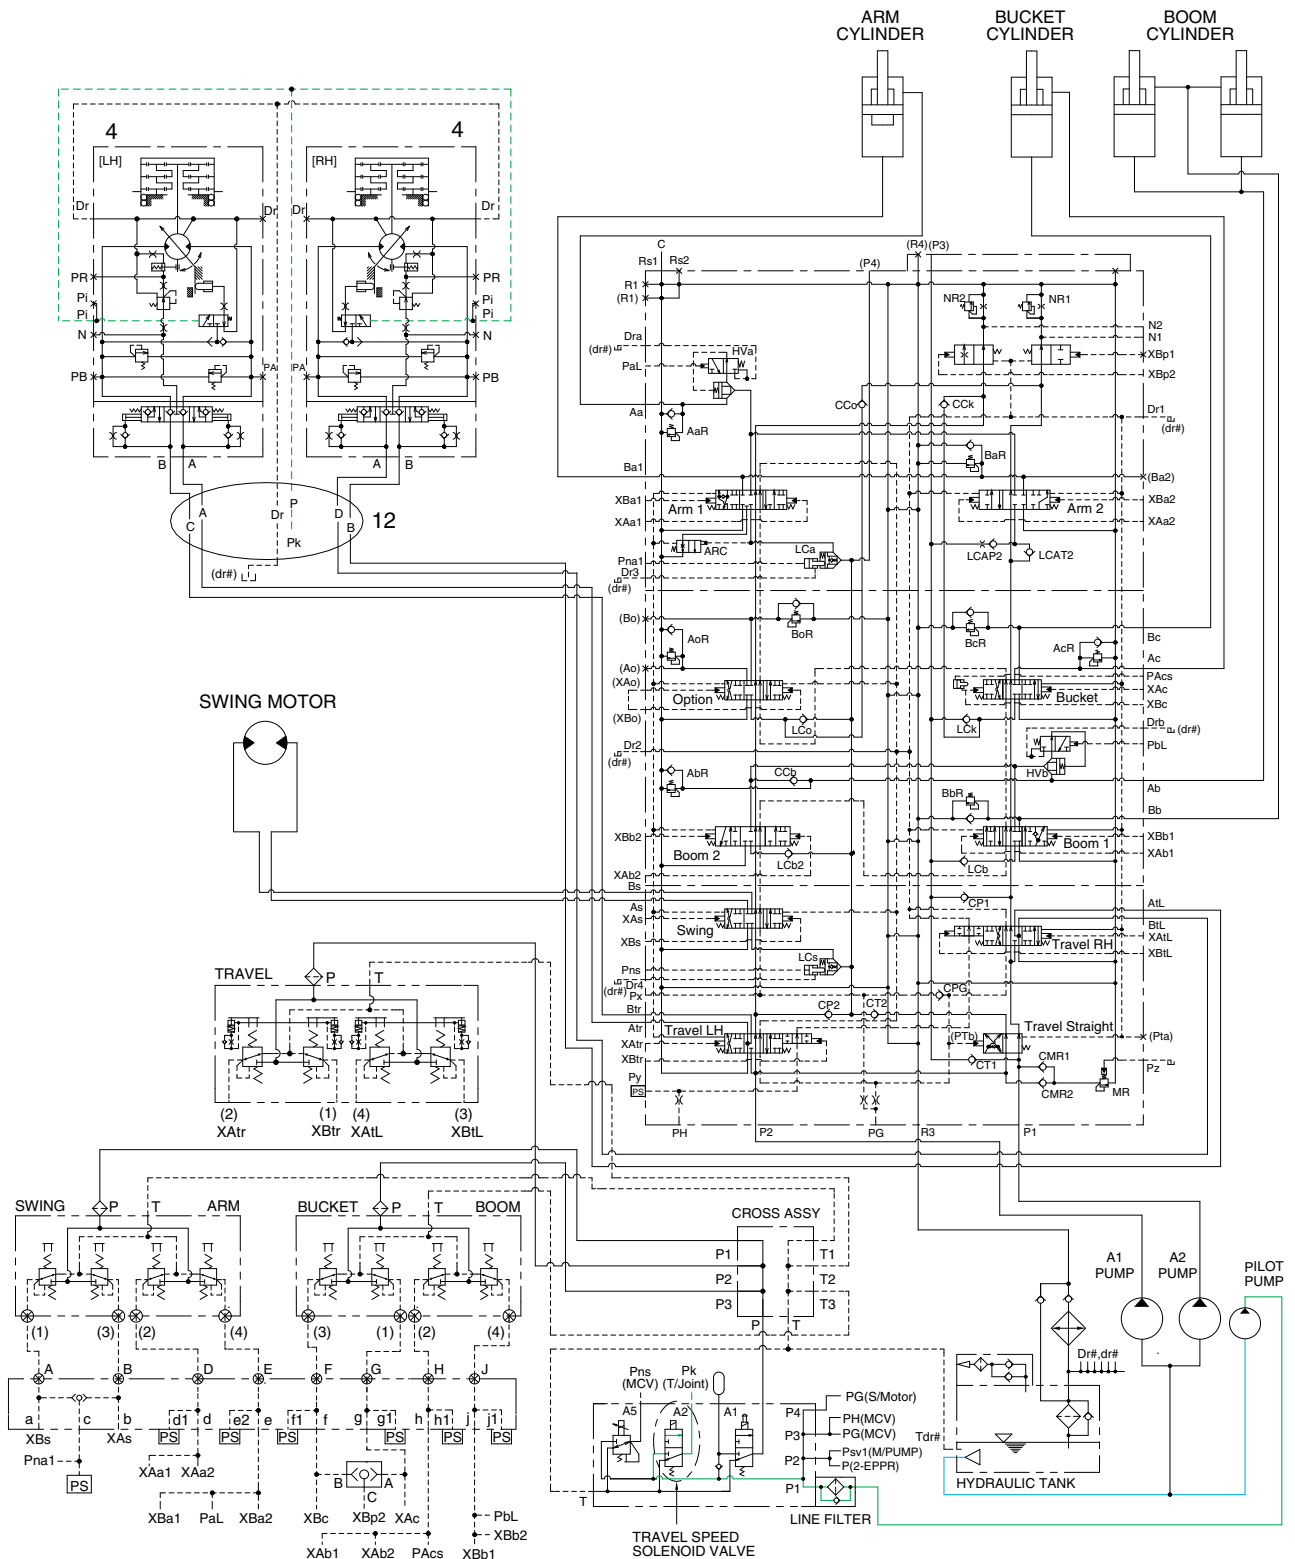 ARM
CYLINDER
BUCKET
CYLINDER
BOOM
CYLINDER
4
4
[LH]
[RH]
Dr
Dr
Dr
Dr
PR
PR
Pi
Pi
Pi
Pi
N
N
PA
PA
PB
PB
B
A
A
B
C
A
Dr
P
D
B
12
Pk
(dr#)
C
(R4)
(P3)
Rs1
Rs2
(P4)
R1
(R1)
NR2
NR1
N2
N1
Dra
(dr#)
HVa
PaL
XBp1
XBp2
CCo
CCk
Aa
AaR
Dr1
(dr#)
BaR
Ba1
(Ba2)
XBa1
Arm 1
XAa1
Arm 2
XBa2
XAa2
ARC
LCa
LCAP2
LCAT2
Pna1
Dr3
(dr#)
(Bo)
BoR
BcR
Bc
AoR
AcR
Ac
(Ao)
PAcs
(XAo)
XAc
Option
Bucket
XBc
(XBo)
LCo
LCk
Drb
(dr#)
Dr2
(dr#)
PbL
HVb
AbR
CCb
Ab
BbR
Bb
XBb2
XBb1
Boom 2
Boom 1
LCb2
XAb1
LCb
XAb2
Bs
CP1
AtL
As
BtL
XAs
XAtL
Swing
Travel RH
XBs
XBtL
LCs
Pns
(dr#)
Dr4
Px
CPG
Btr
CP2
CT2
Atr
Travel LH
Travel Straight
(PTb)
(Pta)
XAtr
XBtr
CT1
CMR1
Pz
Py
PS
CMR2
MR
PH
P2
PG
R3
P1
SWING MOTOR
TRAVEL
P
T
(2)
(1)
(4)
(3)
XAtr
XBtr
XAtL
XBtL
SWING
P
T
ARM
BUCKET
P
T
BOOM
(1)
(3)
(2)
(4)
(3)
(1)
(2)
(4)
A
B
D
E
F
G
H
J
a
c
b
d1
d
e2
e
f1
f
g
g1
h
h1
j
j1
XBs
XAs
PS
PS
PS
PS
PS
PS
Pna1
PS
XAa1
XAa2
XBa1
PaL
XBa2
B
A
C
XBc
XBp2
XAc
XAb1
XAb2
PAcs
PbL
XBb2
XBb1
CROSS ASSY
P1
T1
P2
T2
P3
T3
P
T
A1
PUMP
A2
PUMP
PILOT
PUMP
Dr#,dr#
Tdr#
HYDRAULIC TANK
Pns
(MCV)
Pk
(T/Joint)
A5
A2
A1
P4
PG(S/Motor)
P3
PH(MCV)
PG(MCV)
P2
Psv1(M/PUMP)
P(2-EPPR)
P1
T
LINE FILTER
TRAVEL SPEED
SOLENOID VALVE